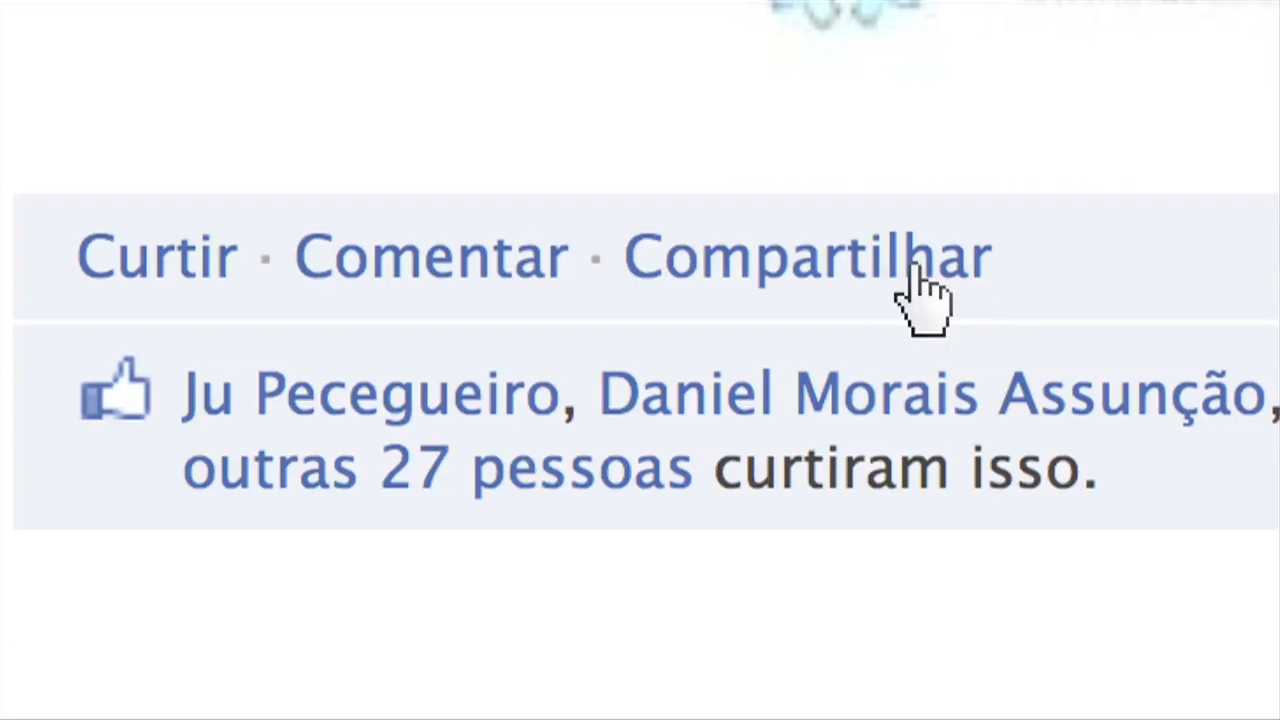 Curtir · Comentar · Compartilhar
Ju Pecegueiro, Daniel Morais Assunção,
outras 27 pessoas curtiram isso.